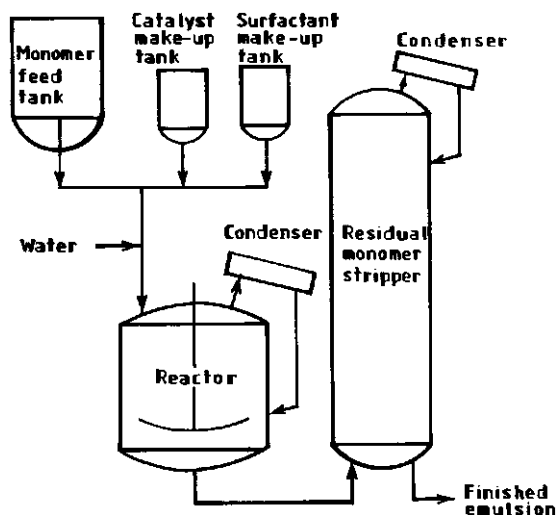 Monomer
feed
tank
Catalyst
make-up
tank
Surfactant
make-up
tank
Condenser
Water
Condenser
Residual
monomer
stripper
Reactor
Finished
emulsion